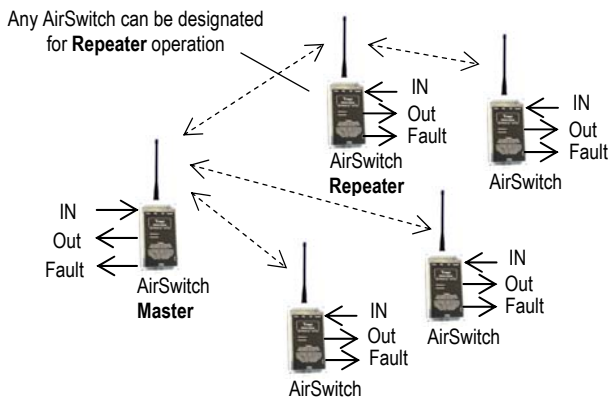 Any AirSwitch can be designated
for Repeater operation
IN
Out
Fault
AirSwitch
Repeater
IN
Out
Fault
AirSwitch
IN
Out
Fault
AirSwitch
Master
IN
Out
Fault
AirSwitch
IN
Out
Fault
AirSwitch